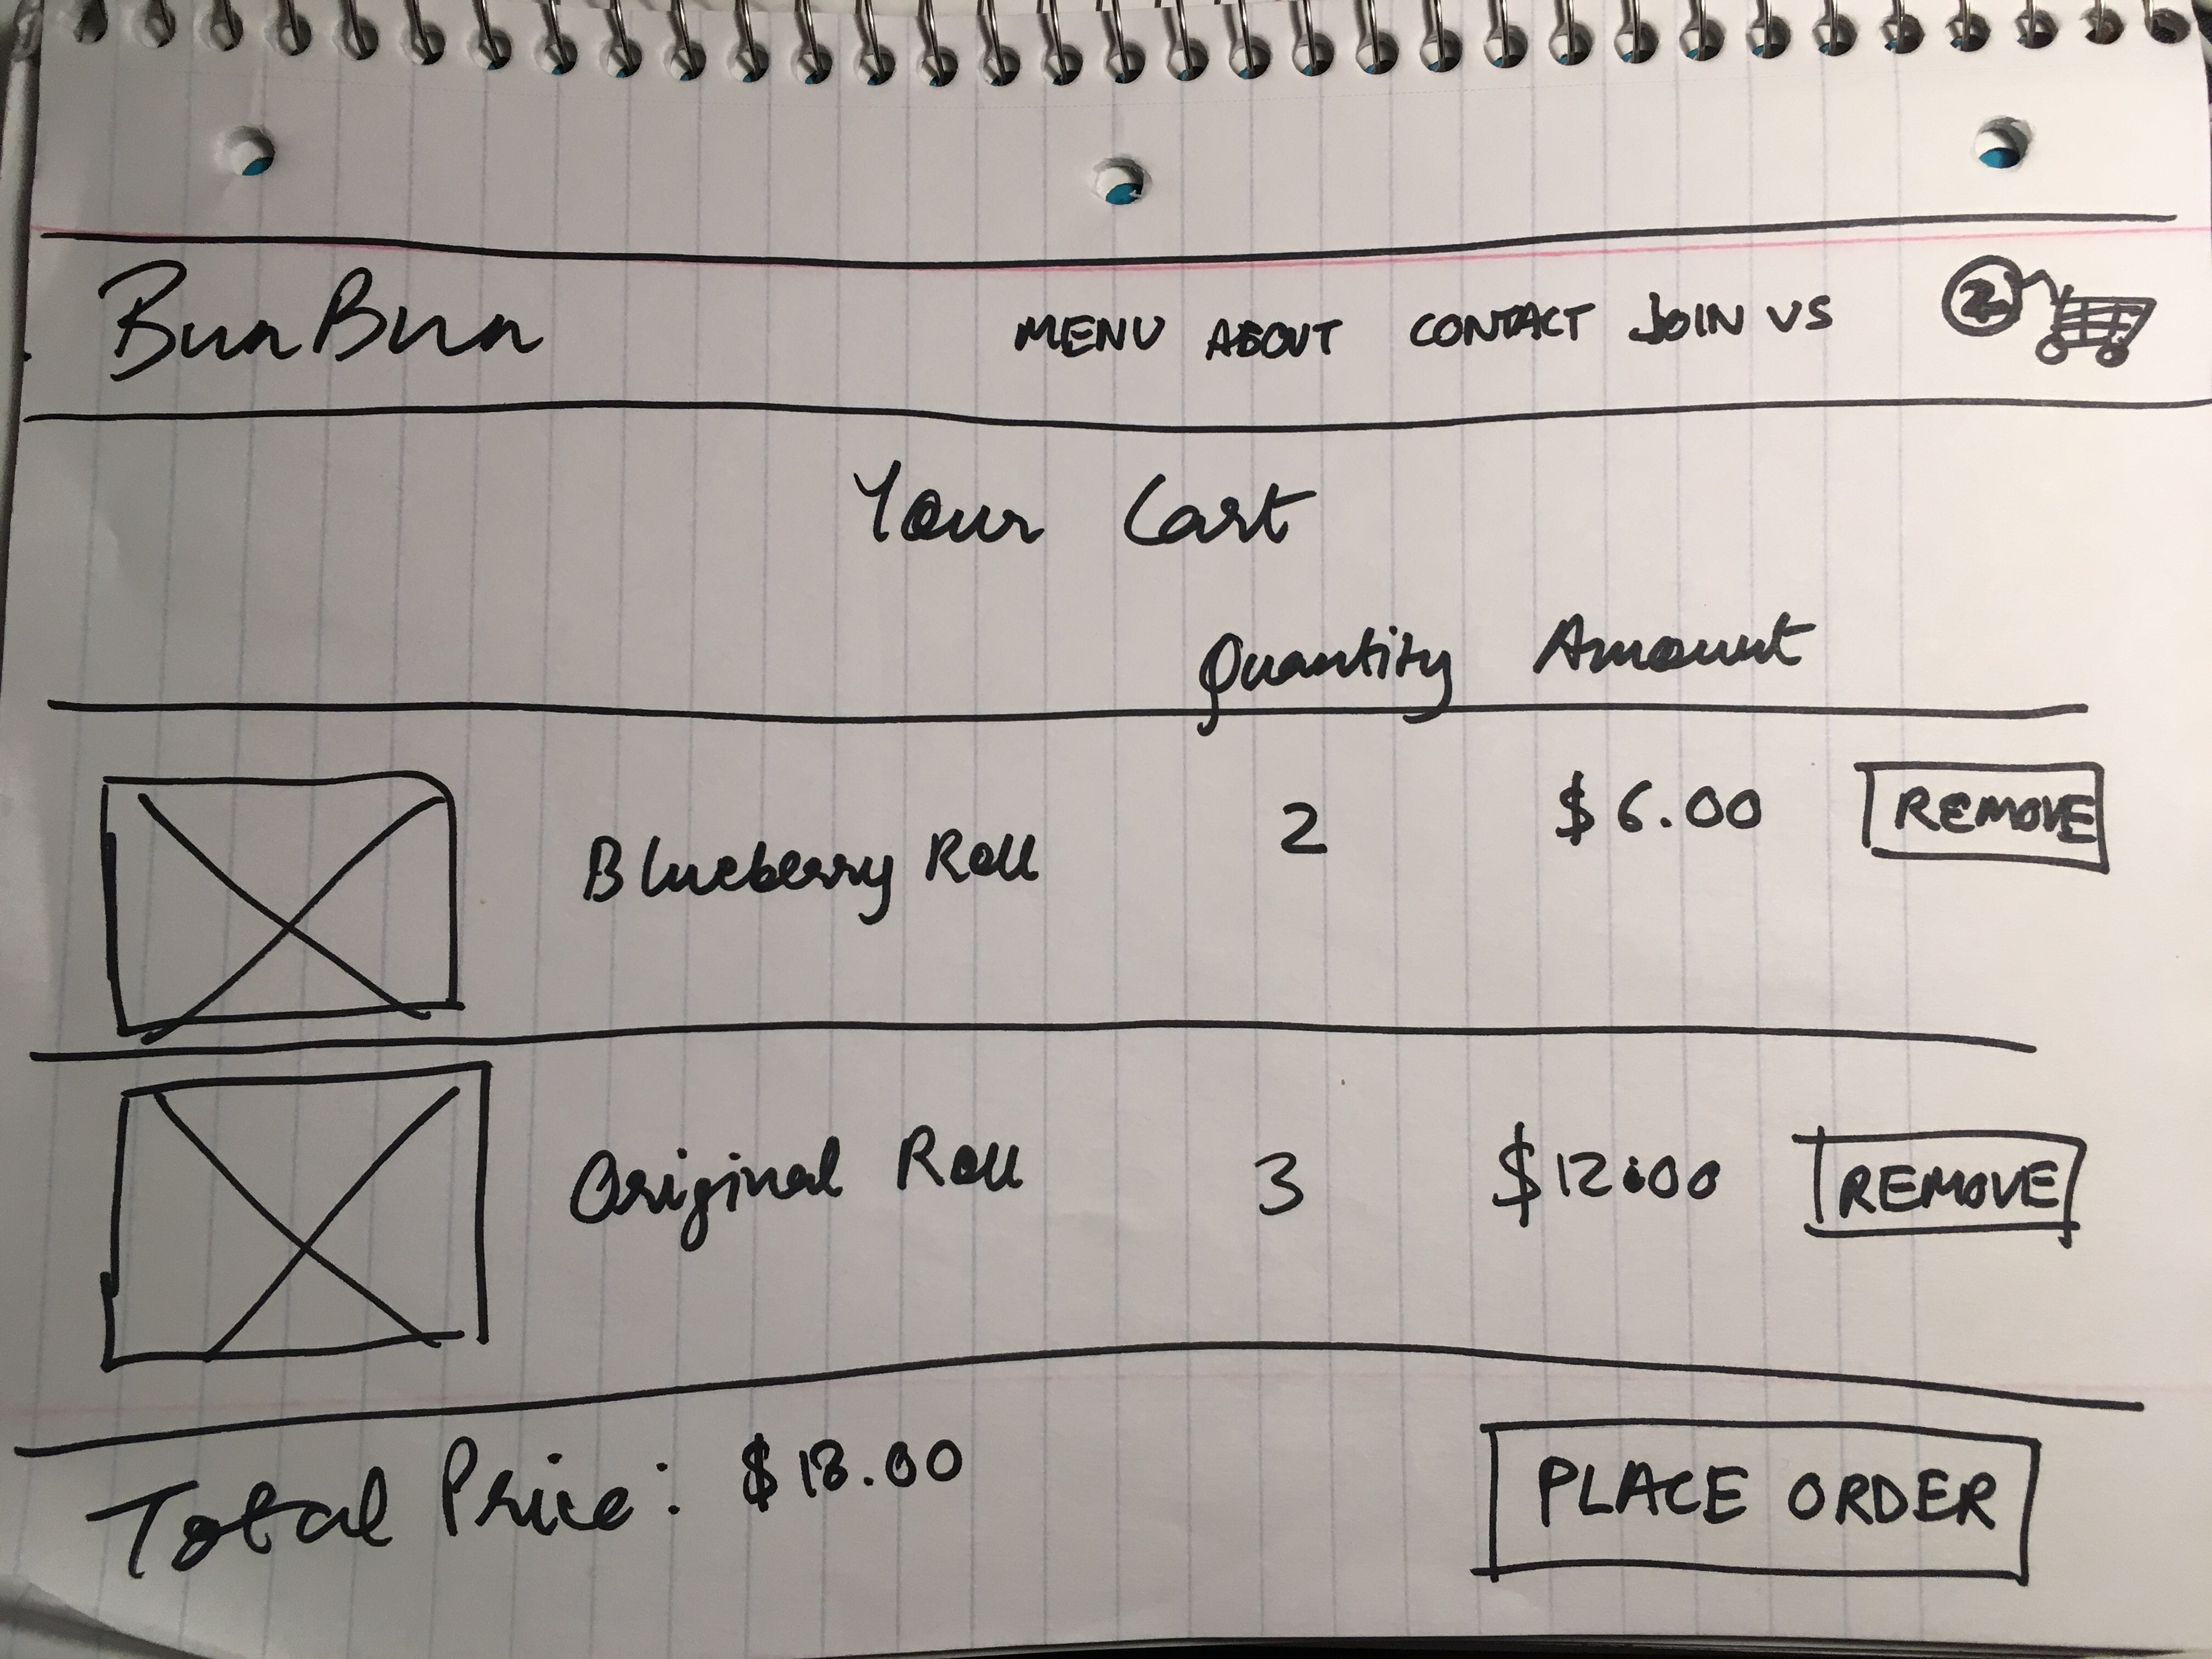 BunBun MENU ABOUT CONTACT JOIN US 2
Your Cart
Quantity Amount
Blueberry Roll 2 $6.00 REMOVE
Original Roll 3 $12.00 REMOVE
Total Price: $18.00 PLACE ORDER